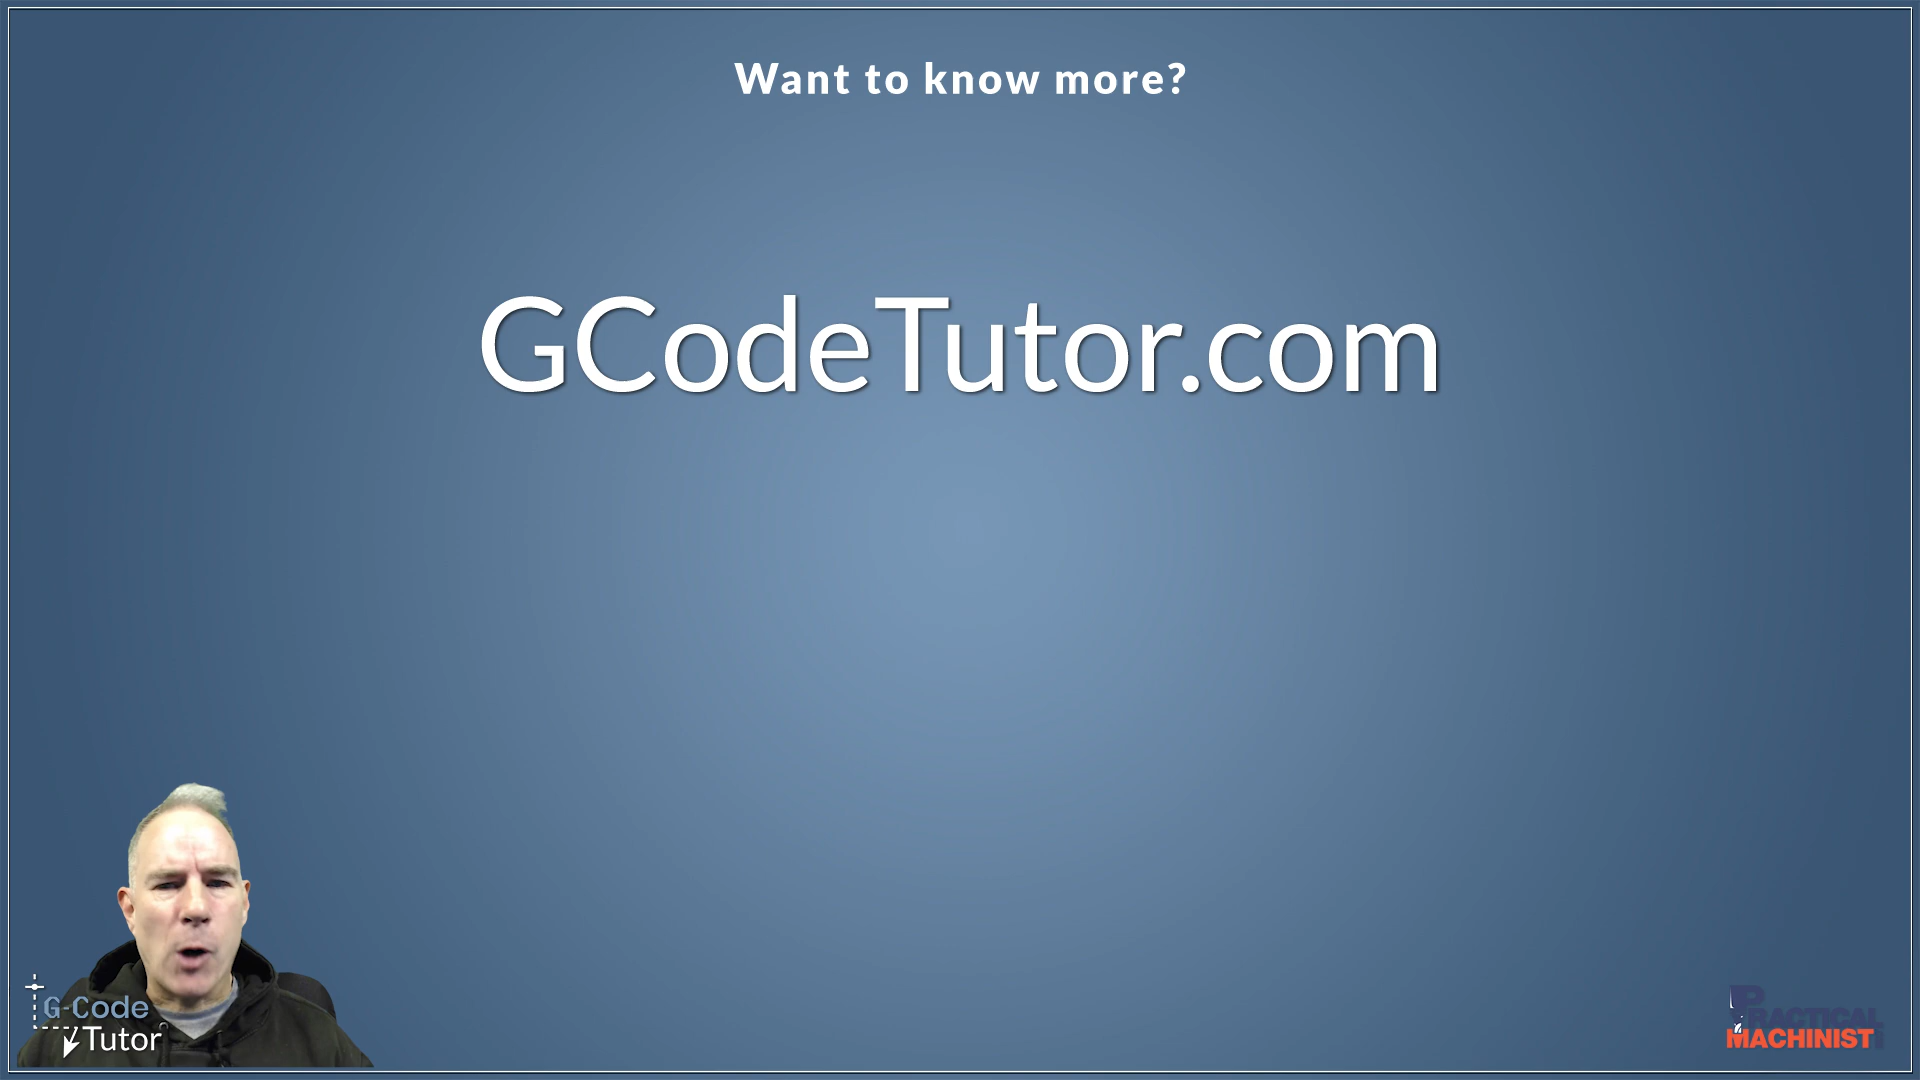 Want to know more?
GCodeTutor.com
G-Code
Tutor
PRACTICAL
MACHINIST